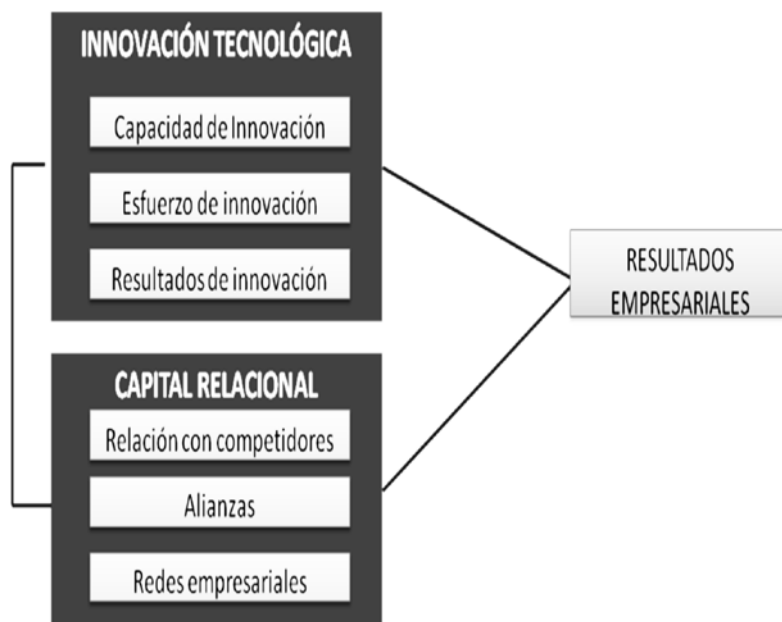 INNOVACIÓN TECNOLÓGICA
Capacidad de Innovación
Esfuerzo de innovación
Resultados de innovación
CAPITAL RELACIONAL
Relación con competidores
Alianzas
Redes empresariales
RESULTADOS
EMPRESARIALES